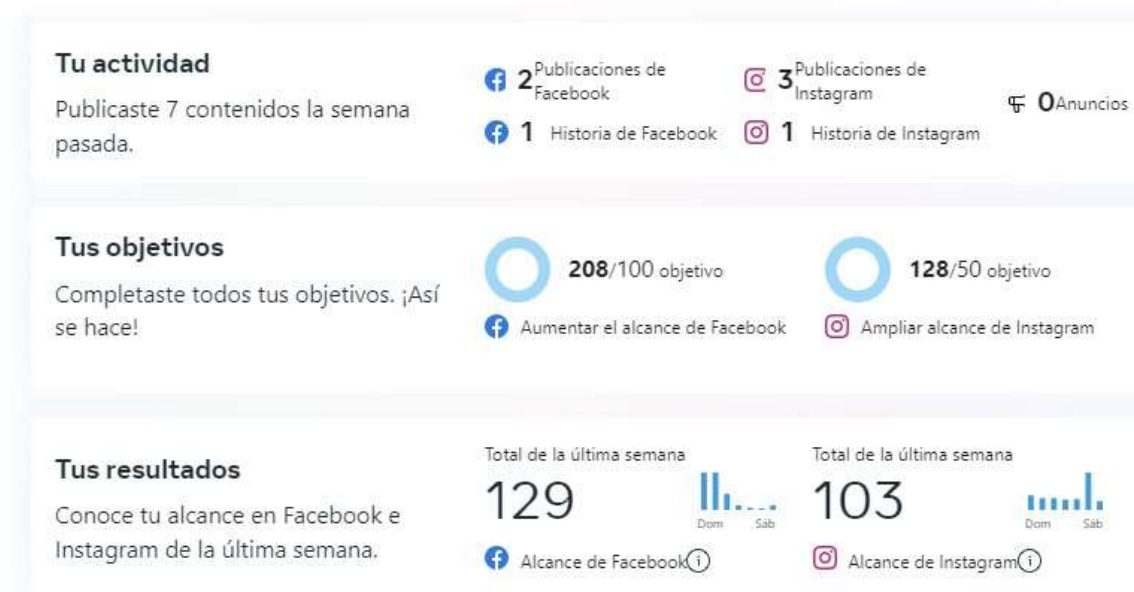 Tu actividad
Publicaste 7 contenidos la semana
pasada.
2 Publicaciones de
Facebook
3 Publicaciones de
Instagram
0 Anuncios
1 Historia de Facebook
1 Historia de Instagram
Tus objetivos
Completaste todos tus objetivos. ¡Así
se hace!
208/100 objetivo
128/50 objetivo
Aumentar el alcance de Facebook
Ampliar alcance de Instagram
Tus resultados
Conoce tu alcance en Facebook e
Instagram de la última semana.
Total de la última semana
129
Dom Sáb
Alcance de Facebook
Total de la última semana
103
Dom Sáb
Alcance de Instagram